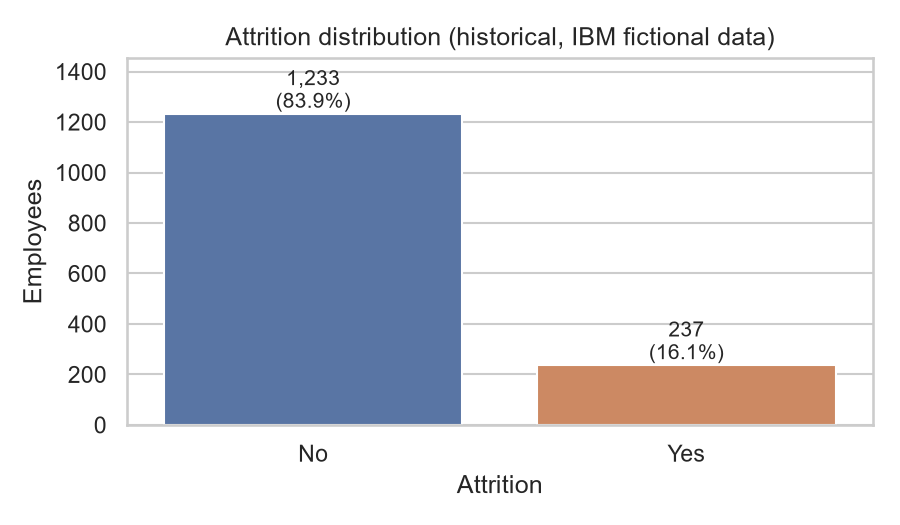 Attrition distribution (historical, IBM fictional data)
1400
1200
1000
800
600
400
200
0
Employees
1,233
(83.9%)
237
(16.1%)
No
Yes
Attrition